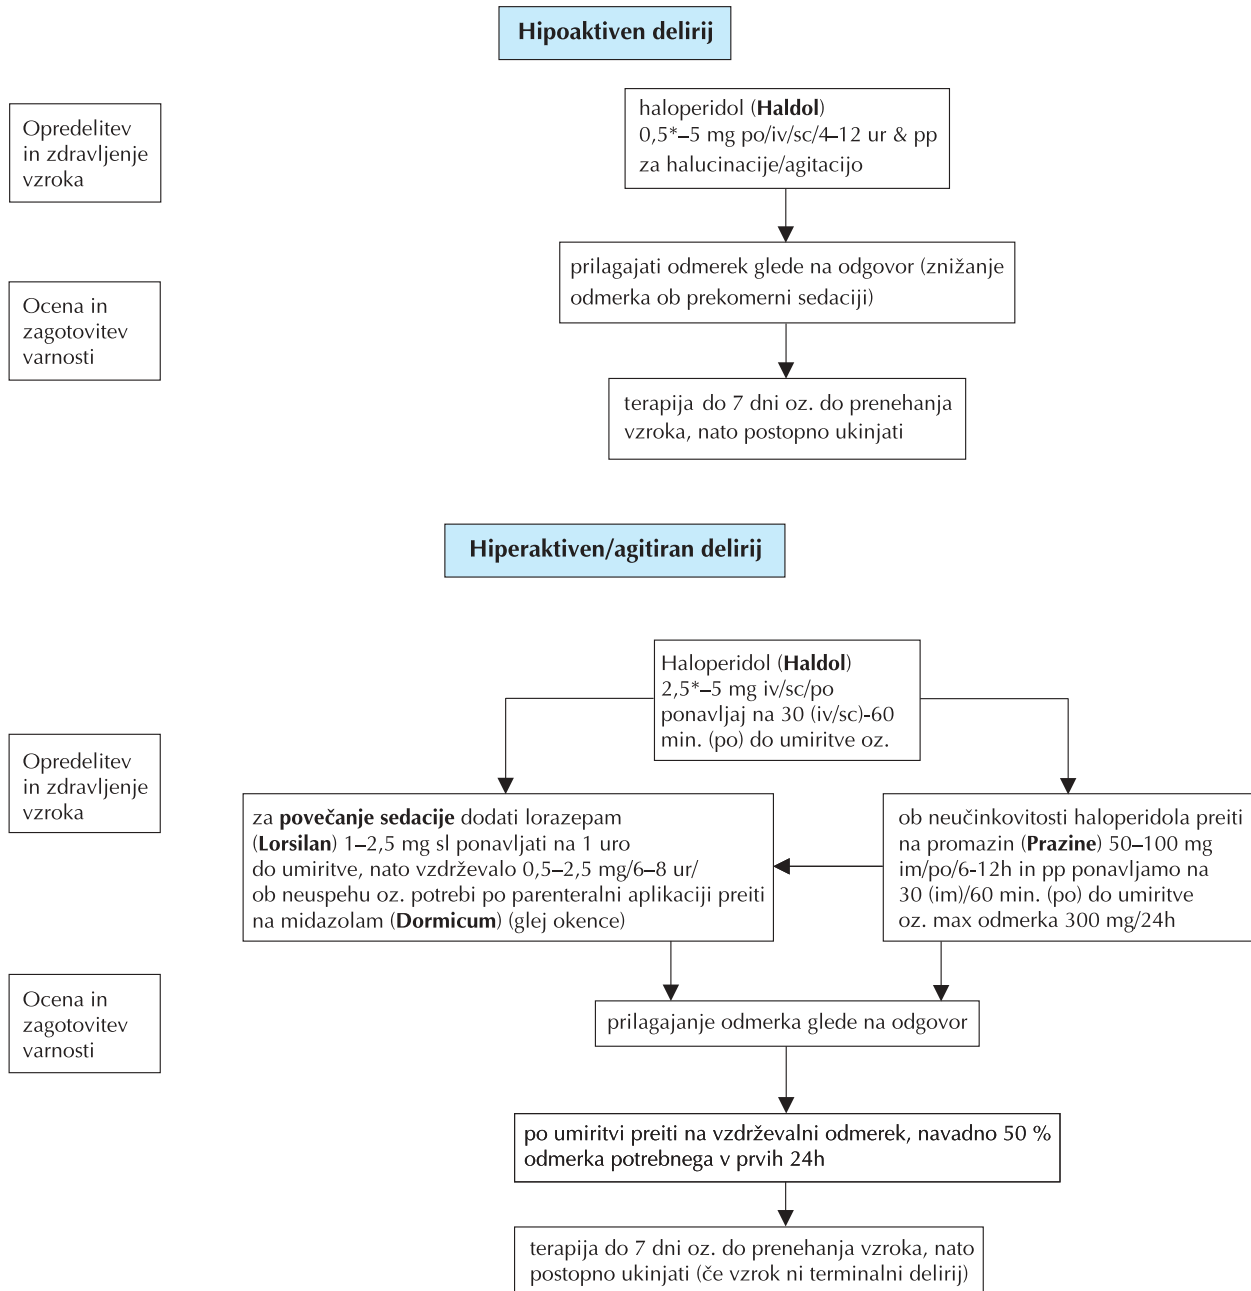 Hipoaktiven delirij
Opredelitev
in zdravljenje
vzroka
haloperidol (Haldol)
0,5*–5 mg po/iv/sc/4–12 ur & pp
za halucinacije/agitacijo
prilagajati odmerek glede na odgovor (znižanje
odmerka ob prekomerni sedaciji)
Ocena in
zagotovitev
varnosti
terapija do 7 dni oz. do prenehanja
vzroka, nato postopno ukinjati
Hiperaktiven/agitiran delirij
Haloperidol (Haldol)
2,5*–5 mg iv/sc/po
ponavljaj na 30 (iv/sc)-60
min. (po) do umiritve oz.
Opredelitev
in zdravljenje
vzroka
za povečanje sedacije dodati lorazepam
(Lorsilan) 1–2,5 mg sl ponavljati na 1 uro
do umiritve, nato vzdrževalo 0,5–2,5 mg/6–8 ur/
ob neuspehu oz. potrebi po parenteralni aplikaciji preiti
na midazolam (Dormicum) (glej okence)
ob neučinkovitosti haloperidola preiti
na promazin (Prazine) 50–100 mg
im/po/6-12h in pp ponavljamo na
30 (im)/60 min. (po) do umiritve
oz. max odmerka 300 mg/24h
Ocena in
zagotovitev
varnosti
prilagajanje odmerka glede na odgovor
po umiritvi preiti na vzdrževalni odmerek, navadno 50 %
odmerka potrebnega v prvih 24h
terapija do 7 dni oz. do prenehanja vzroka, nato
postopno ukinjati (če vzrok ni terminalni delirij)